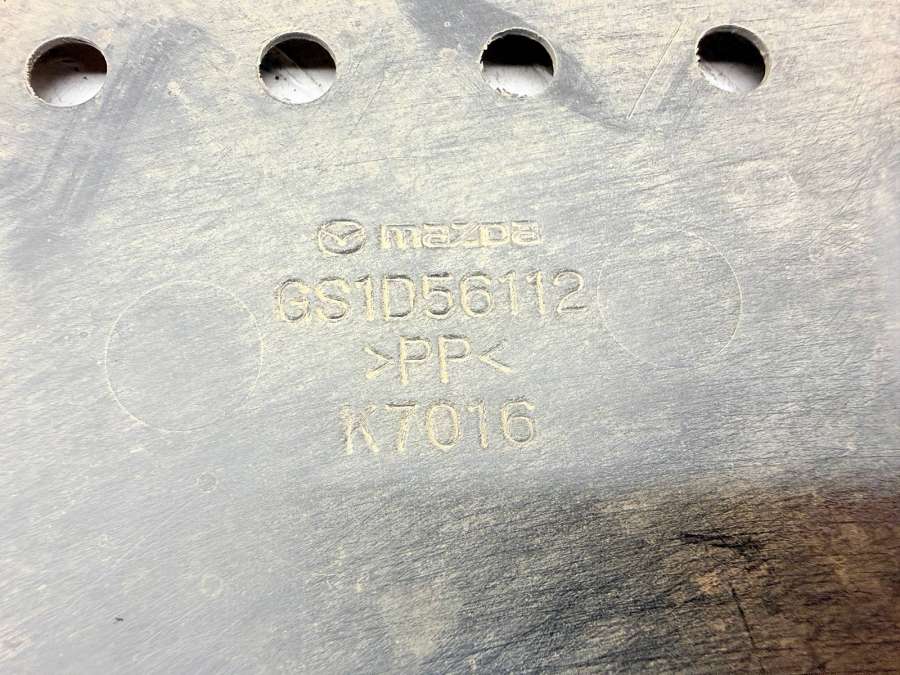 mazda
GS1D56112
>PP<
K7016